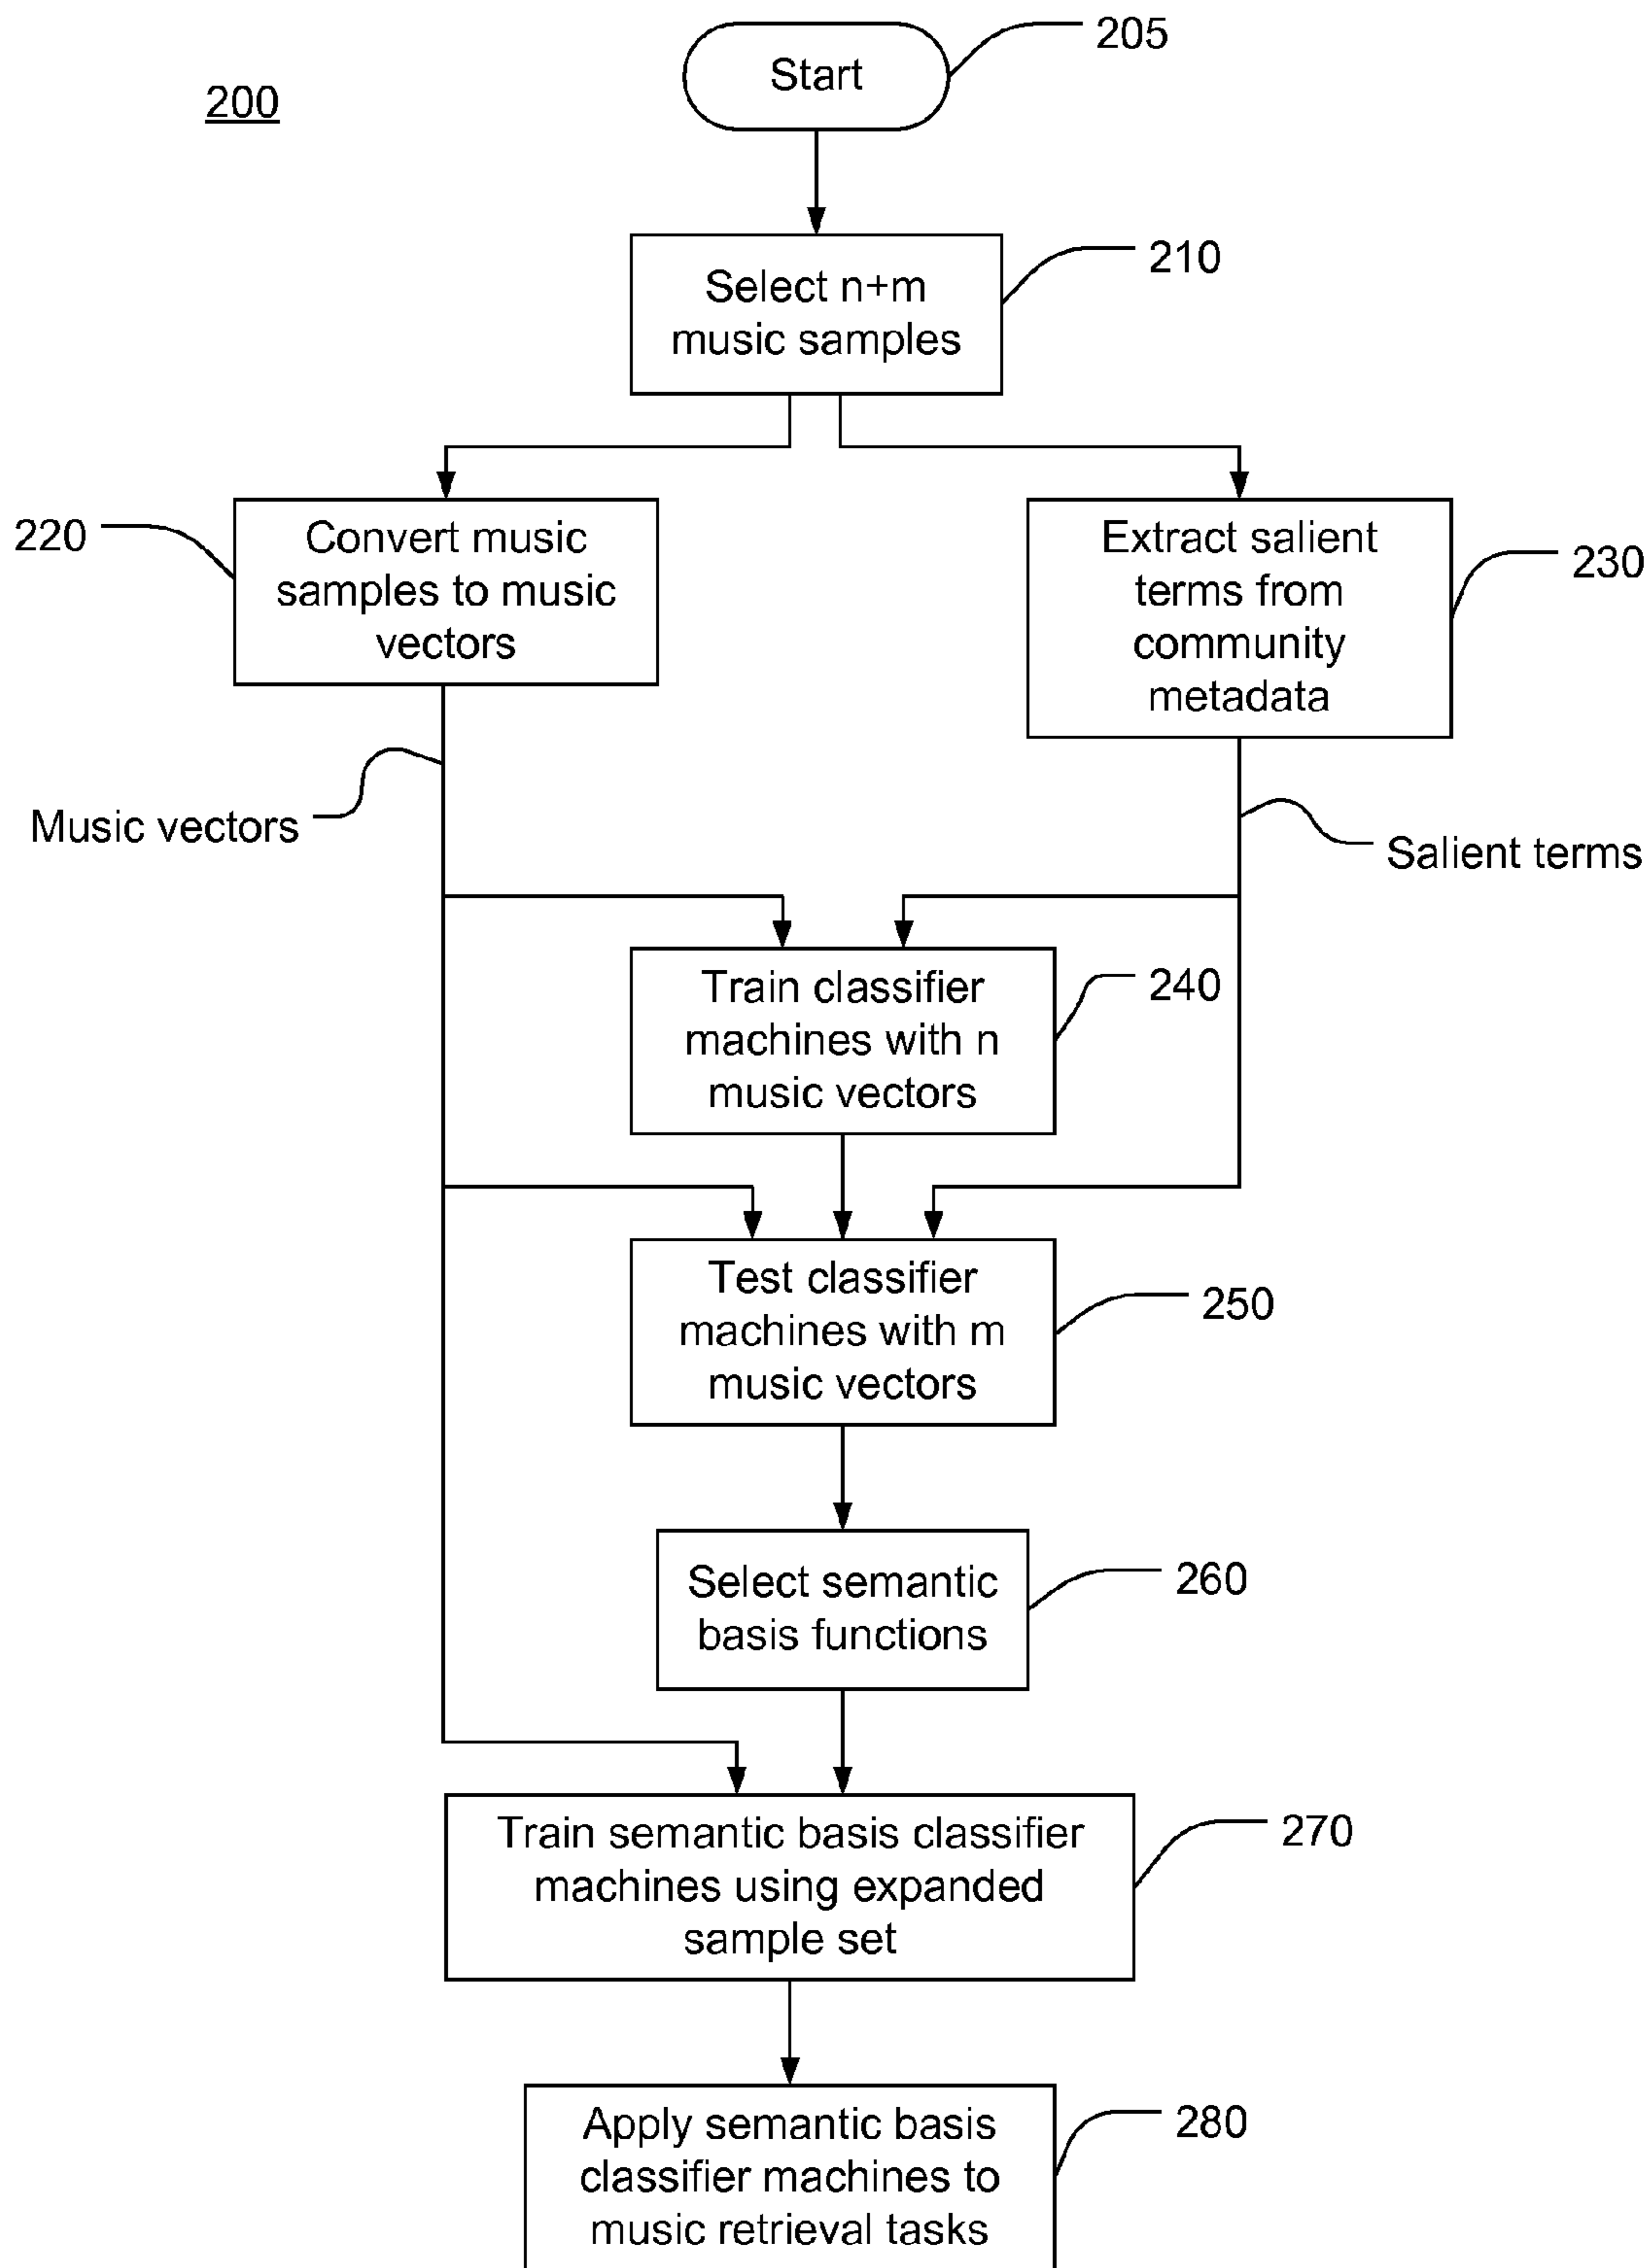 205
Start
200
210
Select n+m
music samples
220
Convert music
samples to music
vectors
Extract salient
terms from
community
metadata
230
Music vectors
Salient terms
Train classifier
machines with n
music vectors
240
Test classifier
machines with m
music vectors
250
Select semantic
basis functions
260
Train semantic basis classifier
machines using expanded
sample set
270
Apply semantic basis
classifier machines to
music retrieval tasks
280